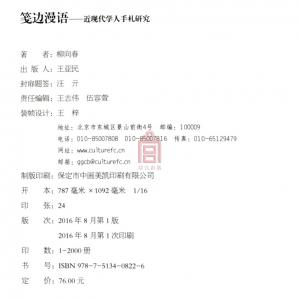 笺边漫语——近现代学人手札研究
著 者：柳向春
出 版 人：王亚民
封扉题签：汪 亓
责任编辑：王志伟 伍容萱
装帧设计：王 梓
地址：北京市东城区景山前街4号 邮编：100009
电话：010-85007808 010-85007816 传真：010-65129479
网址：www.culturefc.cn
邮箱：ggcb@culturefc.cn
制版印刷：保定市中画美凯印刷有限公司
开 本：787 毫米 ×1092 毫米 1/16
印 张：24
版 次：2016 年 8 月第 1 版
2016 年 8 月第 1 次印刷
印 数：1-2000 册
书 号：ISBN 978-7-5134-0822-6
定 价：76.00 元